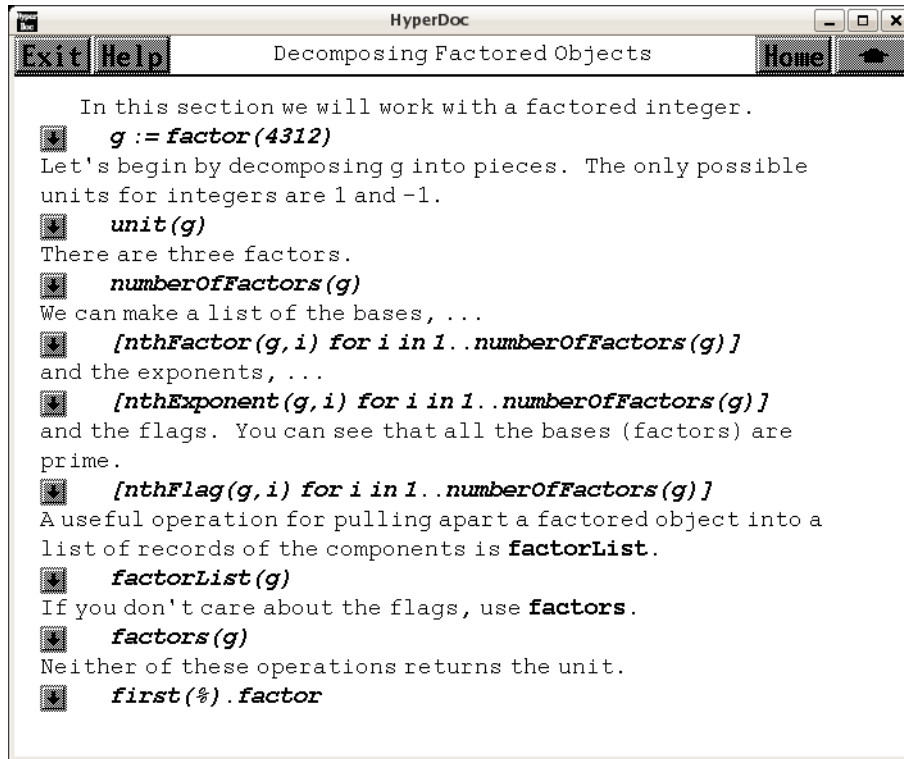 HyperDoc
Exit Help Decomposing Factored Objects Home
In this section we will work with a factored integer.
g := factor(4312)
Let's begin by decomposing g into pieces. The only possible
units for integers are 1 and -1.
unit(g)
There are three factors.
numberOfFactors(g)
We can make a list of the bases, ...
[nthFactor(g,i) for i in 1..numberOfFactors(g)]
and the exponents, ...
[nthExponent(g,i) for i in 1..numberOfFactors(g)]
and the flags. You can see that all the bases (factors) are
prime.
[nthFlag(g,i) for i in 1..numberOfFactors(g)]
A useful operation for pulling apart a factored object into a
list of records of the components is factorList.
factorList(g)
If you don't care about the flags, use factors.
factors(g)
Neither of these operations returns the unit.
first(%).factor